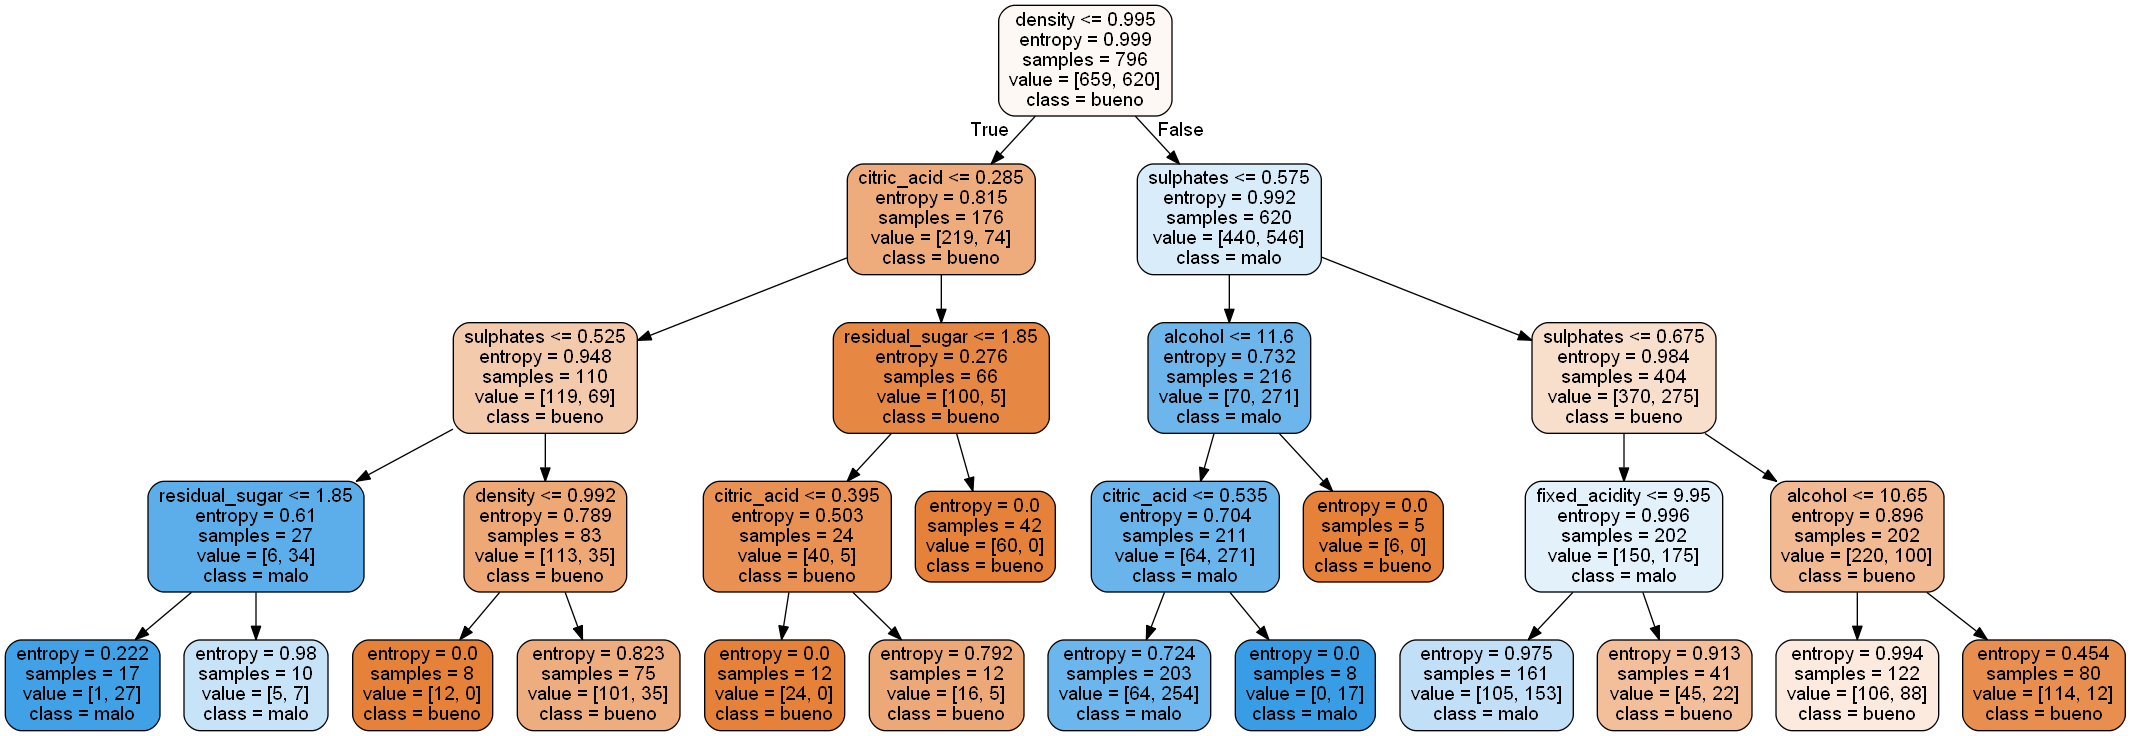 density <= 0.995
entropy = 0.999
samples = 796
value = [659, 620]
class = bueno
True
False
citric_acid <= 0.285
entropy = 0.815
samples = 176
value = [219, 74]
class = bueno
sulphates <= 0.575
entropy = 0.992
samples = 620
value = [440, 546]
class = malo
sulphates <= 0.525
entropy = 0.948
samples = 110
value = [119, 69]
class = bueno
residual_sugar <= 1.85
entropy = 0.276
samples = 66
value = [100, 5]
class = bueno
alcohol <= 11.6
entropy = 0.732
samples = 216
value = [70, 271]
class = malo
sulphates <= 0.675
entropy = 0.984
samples = 404
value = [370, 275]
class = bueno
residual_sugar <= 1.85
entropy = 0.61
samples = 27
value = [6, 34]
class = malo
density <= 0.992
entropy = 0.789
samples = 83
value = [113, 35]
class = bueno
citric_acid <= 0.395
entropy = 0.503
samples = 24
value = [40, 5]
class = bueno
entropy = 0.0
samples = 42
value = [60, 0]
class = bueno
citric_acid <= 0.535
entropy = 0.704
samples = 211
value = [64, 271]
class = malo
entropy = 0.0
samples = 5
value = [6, 0]
class = bueno
fixed_acidity <= 9.95
entropy = 0.996
samples = 202
value = [150, 175]
class = malo
alcohol <= 10.65
entropy = 0.896
samples = 202
value = [220, 100]
class = bueno
entropy = 0.222
samples = 17
value = [1, 27]
class = malo
entropy = 0.98
samples = 10
value = [5, 7]
class = malo
entropy = 0.0
samples = 8
value = [12, 0]
class = bueno
entropy = 0.823
samples = 75
value = [101, 35]
class = bueno
entropy = 0.0
samples = 12
value = [24, 0]
class = bueno
entropy = 0.792
samples = 12
value = [16, 5]
class = bueno
entropy = 0.724
samples = 203
value = [64, 254]
class = malo
entropy = 0.0
samples = 8
value = [0, 17]
class = malo
entropy = 0.975
samples = 161
value = [105, 153]
class = malo
entropy = 0.913
samples = 41
value = [45, 22]
class = bueno
entropy = 0.994
samples = 122
value = [106, 88]
class = bueno
entropy = 0.454
samples = 80
value = [114, 12]
class = bueno